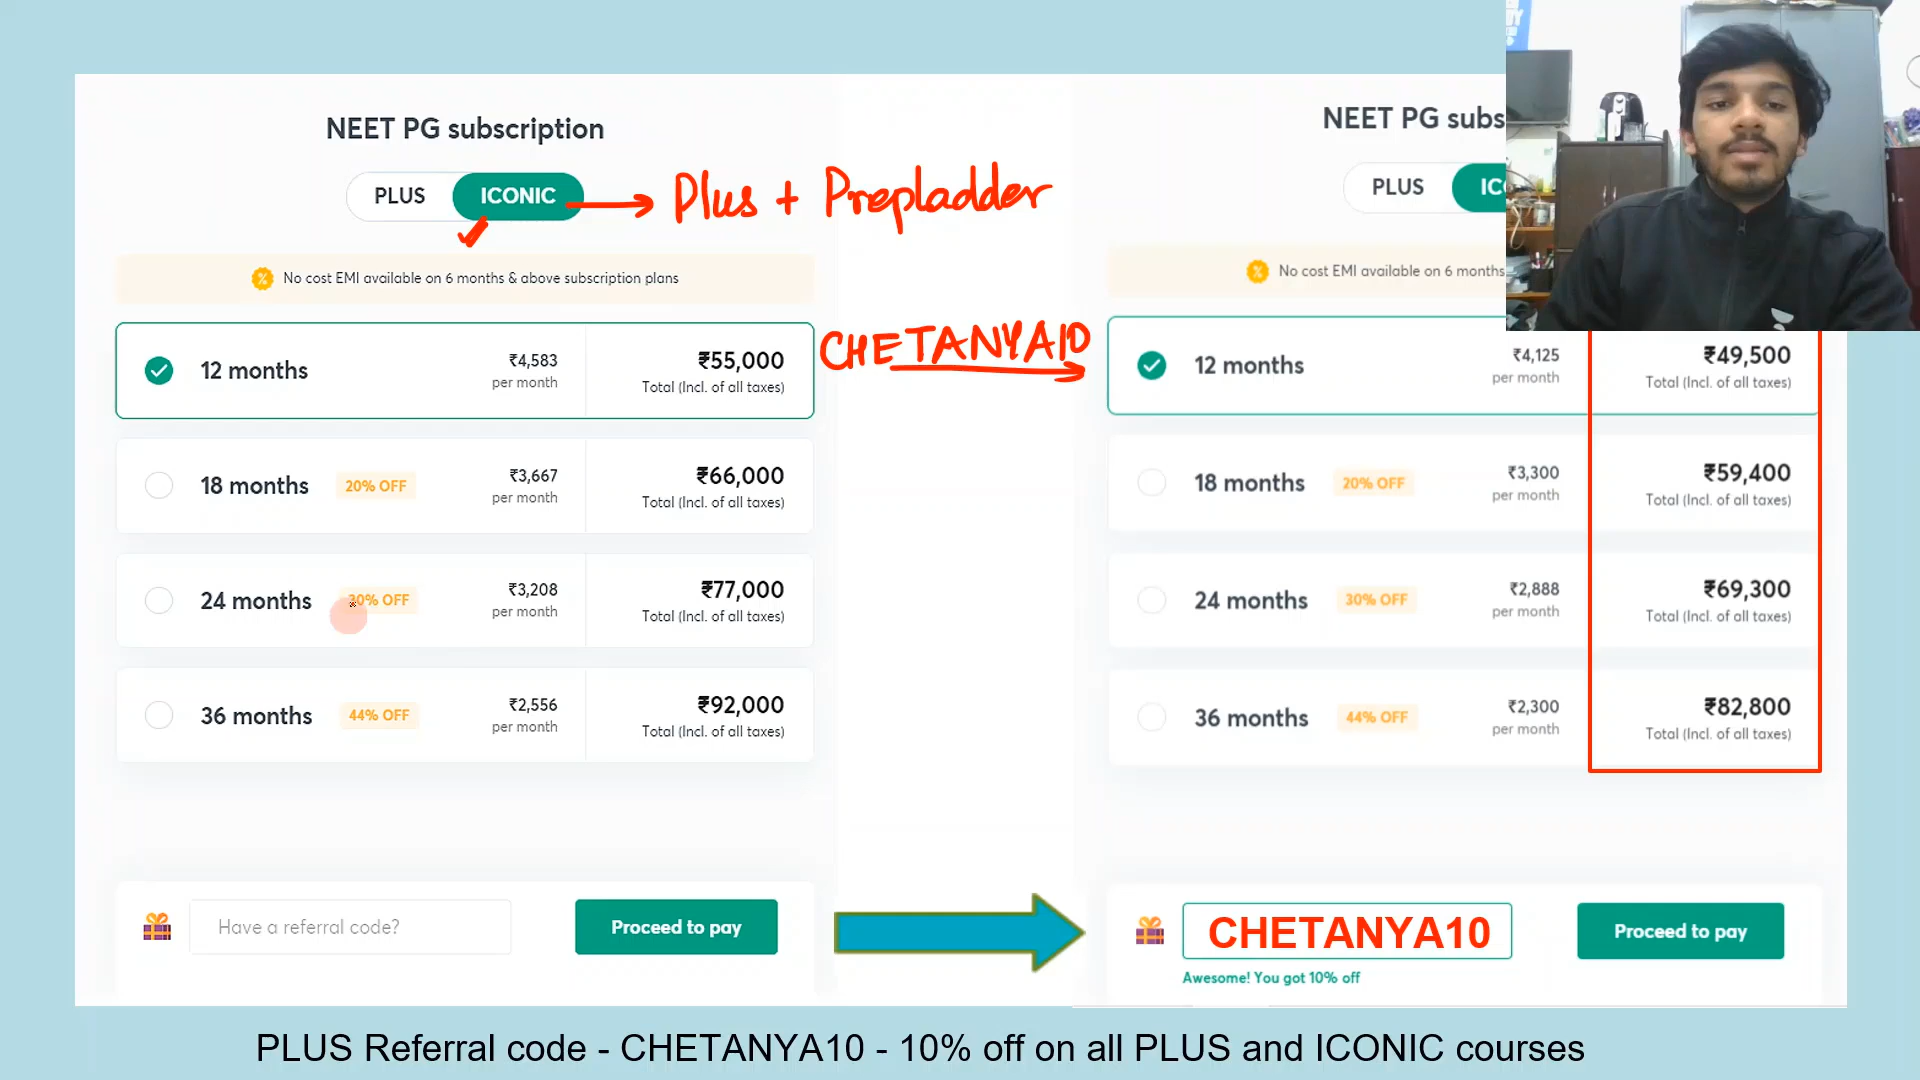 NEET PG subscription
PLUS ICONIC
Plus + Prepladder
No cost EMI available on 6 months & above subscription plans
12 months ₹4,583 per month ₹55,000 Total (Incl. of all taxes)
18 months 20% OFF ₹3,667 per month ₹66,000 Total (Incl. of all taxes)
24 months 30% OFF ₹3,208 per month ₹77,000 Total (Incl. of all taxes)
36 months 44% OFF ₹2,556 per month ₹92,000 Total (Incl. of all taxes)
Have a referral code? Proceed to pay
CHETANYA10
NEET PG subs
PLUS IC
No cost EMI available on 6 months
12 months ₹4,125 per month ₹49,500 Total (Incl. of all taxes)
18 months 20% OFF ₹3,300 per month ₹59,400 Total (Incl. of all taxes)
24 months 30% OFF ₹2,888 per month ₹69,300 Total (Incl. of all taxes)
36 months 44% OFF ₹2,300 per month ₹82,800 Total (Incl. of all taxes)
CHETANYA10 Proceed to pay
Awesome! You got 10% off
PLUS Referral code - CHETANYA10 - 10% off on all PLUS and ICONIC courses